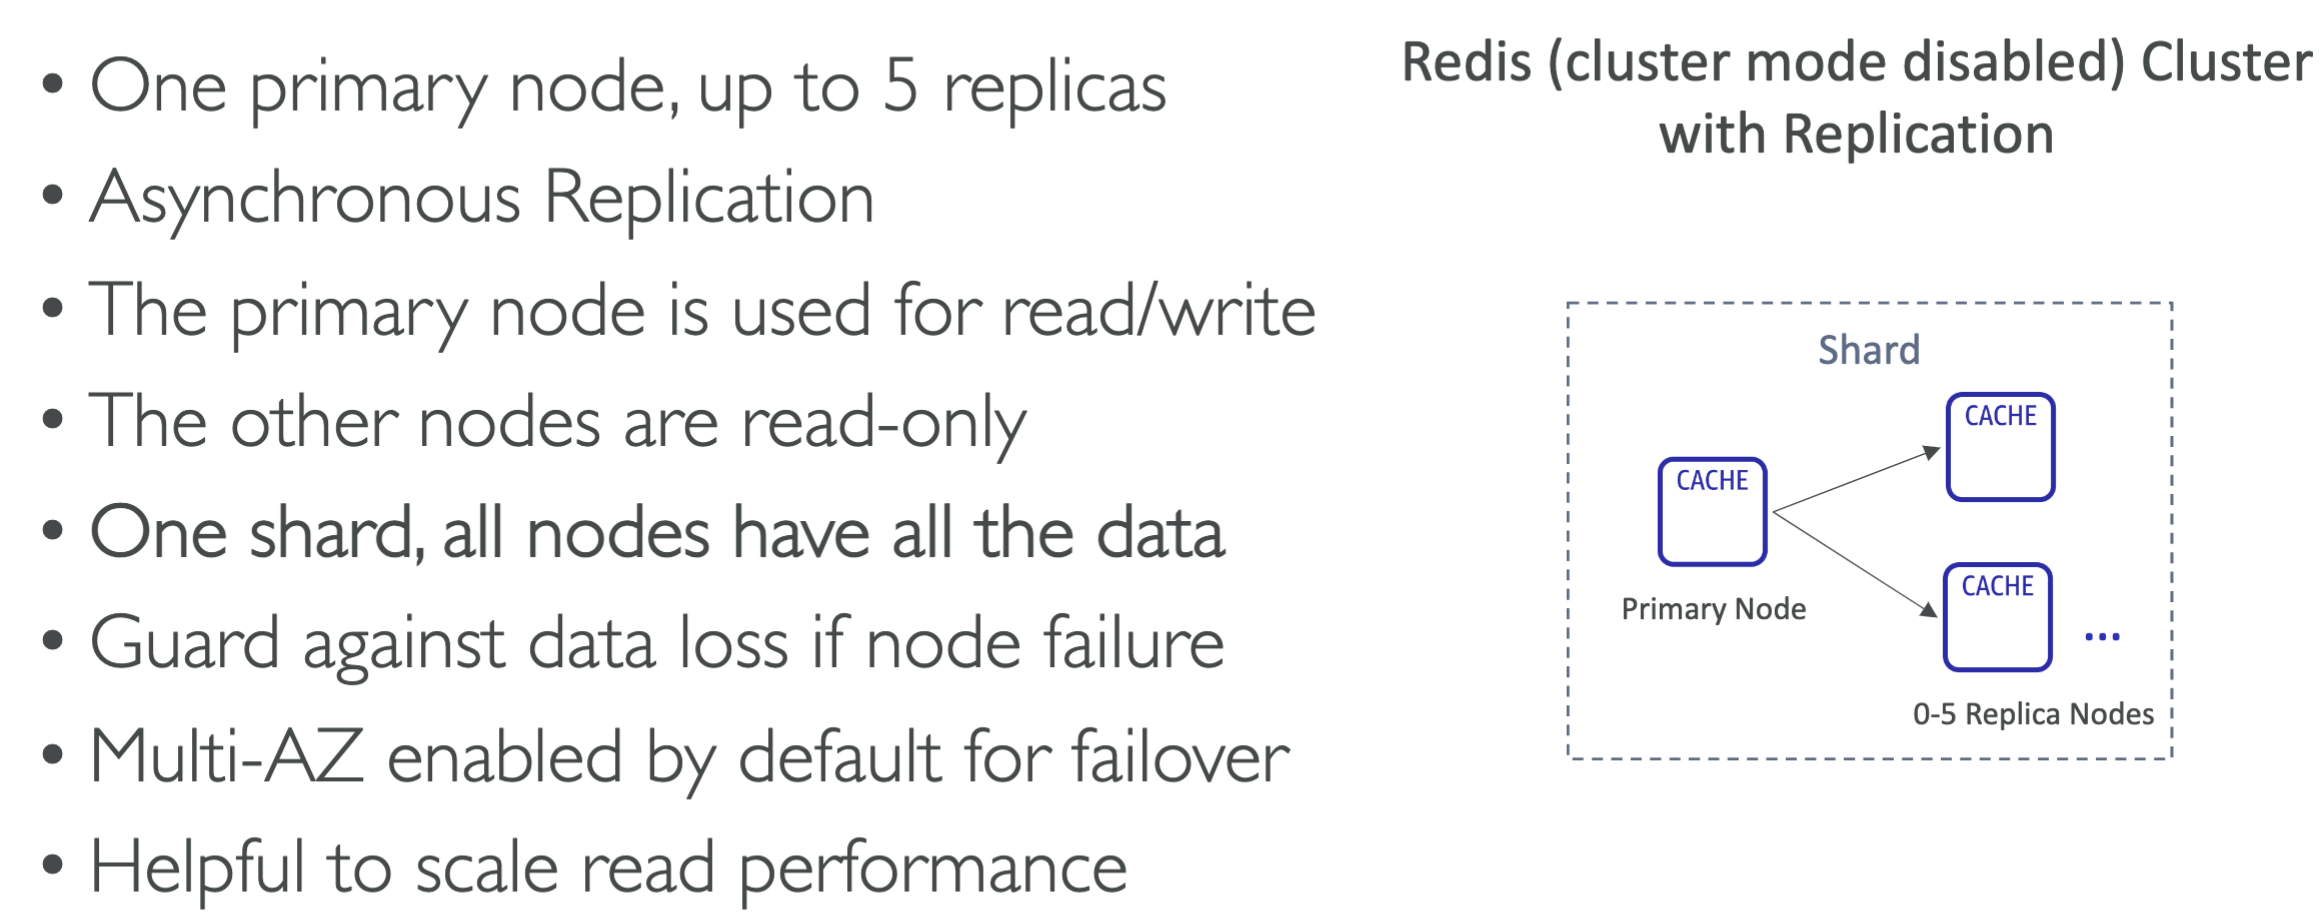 • One primary node, up to 5 replicas
• Asynchronous Replication
• The primary node is used for read/write
• The other nodes are read-only
• One shard, all nodes have all the data
• Guard against data loss if node failure
• Multi-AZ enabled by default for failover
• Helpful to scale read performance
Redis (cluster mode disabled) Cluster
with Replication
Shard
CACHE
CACHE
Primary Node
CACHE
...
0-5 Replica Nodes